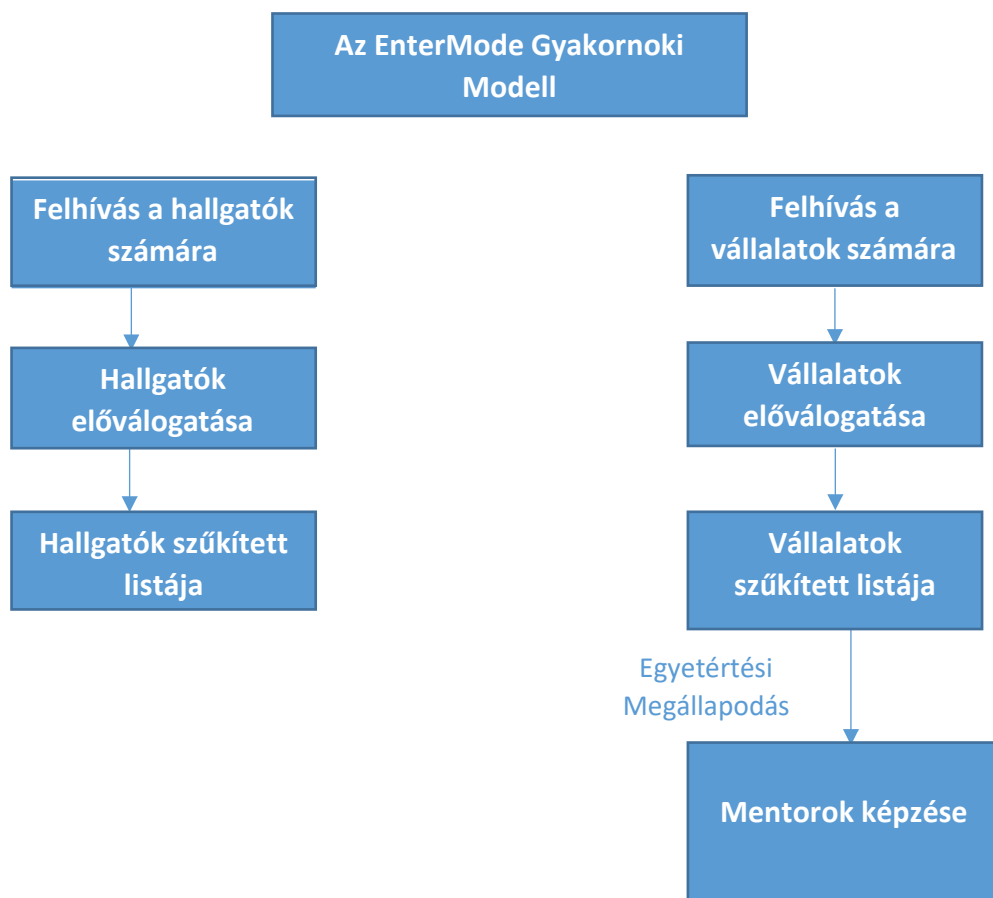 Az EnterMode Gyakornoki
Modell
Felhívás a hallgatók
számára
Hallgatók
előválogatása
Hallgatók szűkített
listája
Felhívás a
vállalatok számára
Vállalatok
előválogatása
Vállalatok
szűkített listája
Egyetértési
Megállapodás
Mentorok képzése